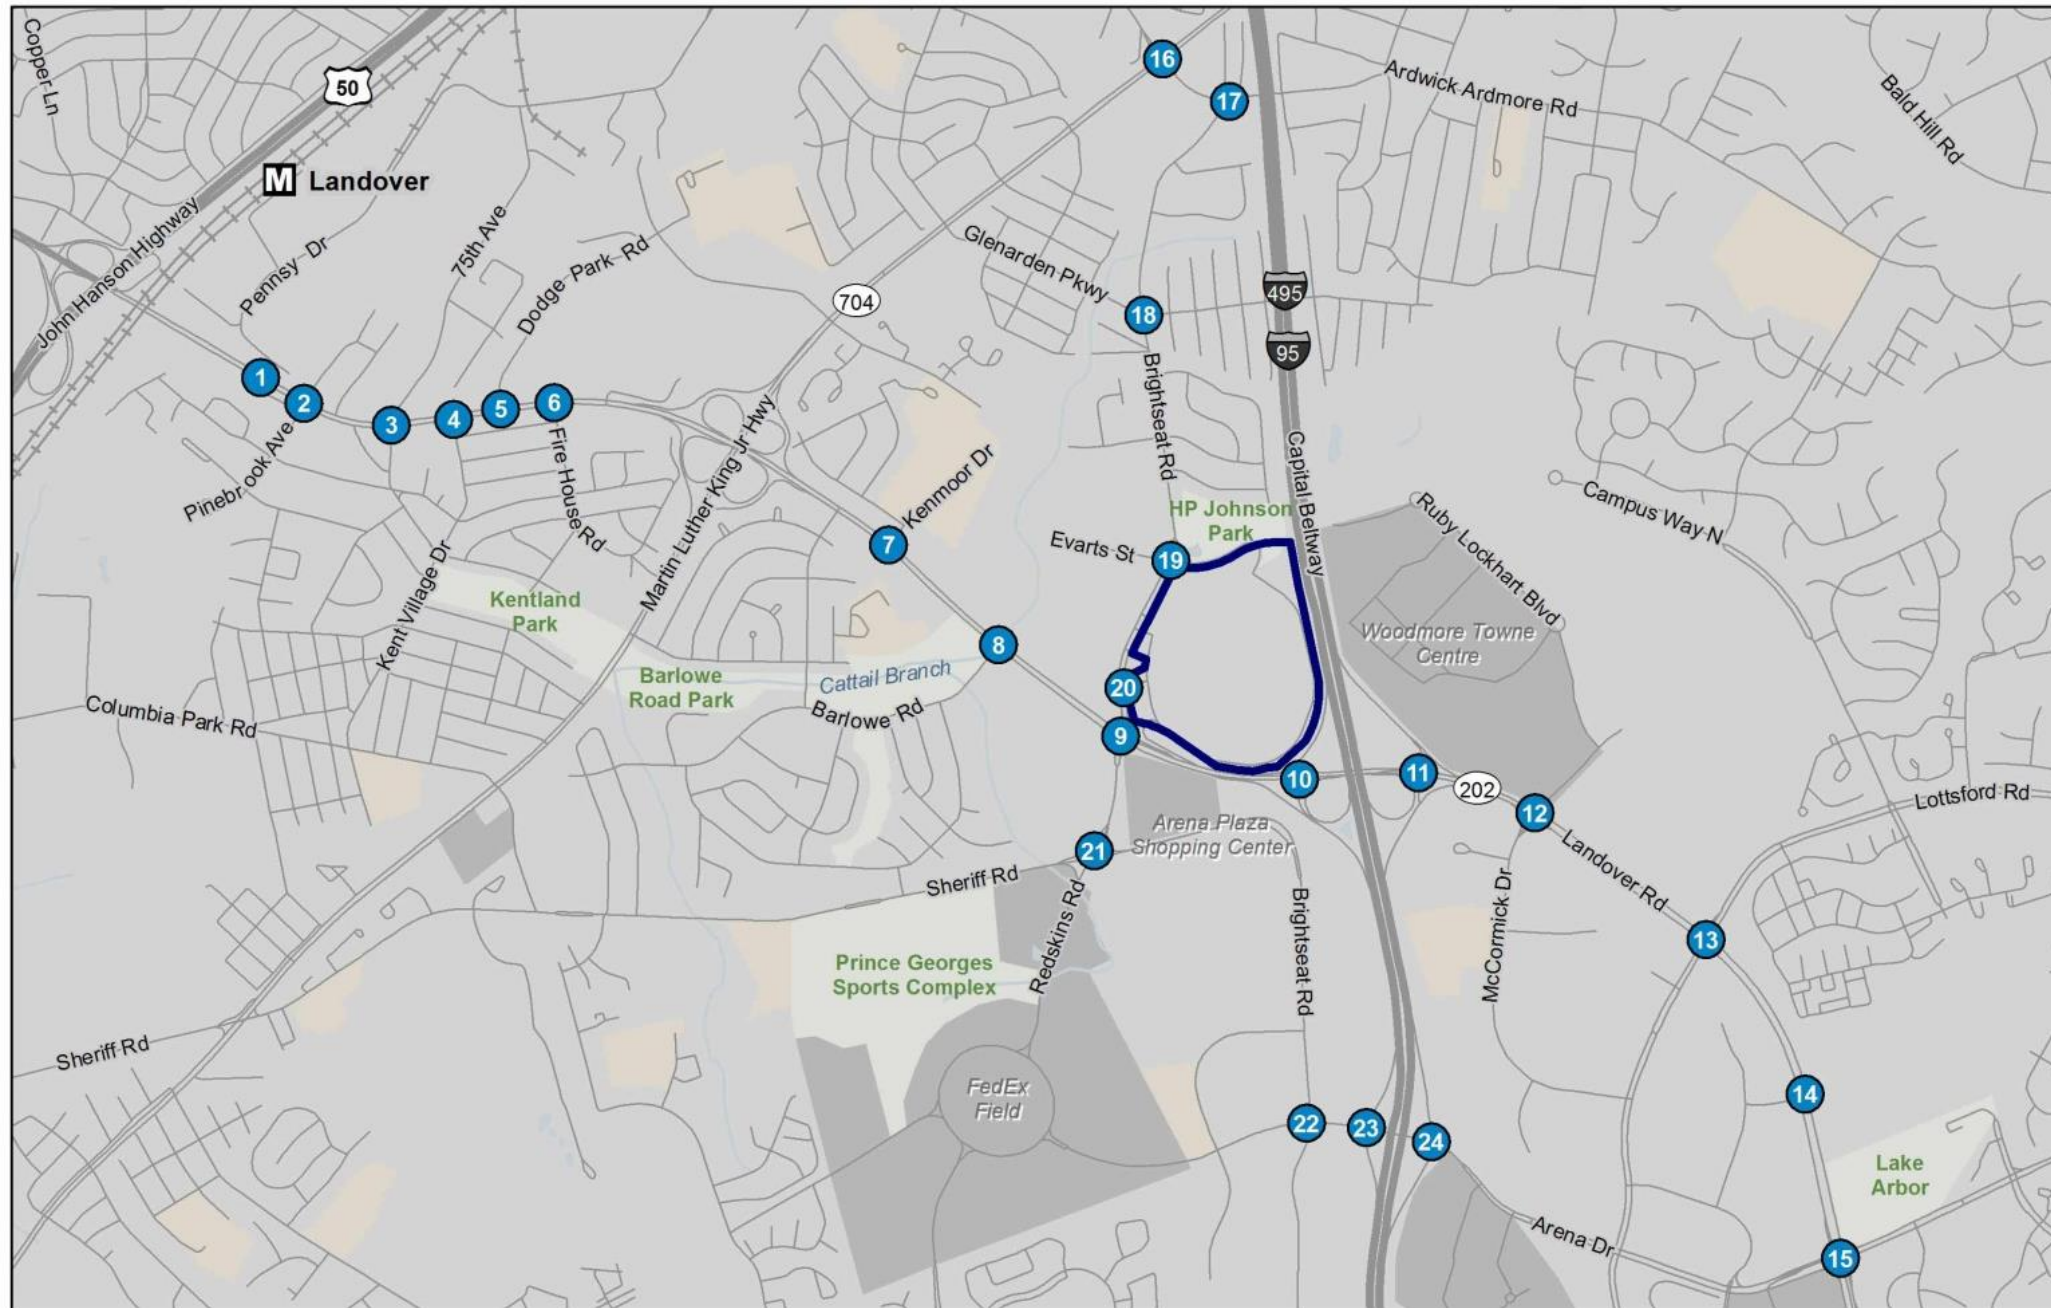 Copper Ln
50
M Landover
John Hanson Highway
Pennsy Dr
75th Ave
Dodge Park Rd
704
Glenarden Pkwy
16
17
Ardwick Ardmore Rd
Bald Hill Rd
495
95
18
Brightseat Rd
Capital Beltway
1
2
3
4
5
6
Pinebrook Ave
Fire House Rd
Kent Village Dr
Martin Luther King Jr Hwy
Kenmoor Dr
7
HP Johnson
Park
Evarts St
19
Ruby Lockhart Blvd
Campus Way N
Woodmore Towne
Centre
Kentland
Park
8
Barlowe
Road Park
Cattail Branch
Barlowe Rd
20
9
10
11
202
12
Columbia Park Rd
Lottsford Rd
Arena Plaza
Shopping Center
21
Sheriff Rd
Redskins Rd
Brightseat Rd
McCormick Dr
Landover Rd
13
Prince Georges
Sports Complex
Sheriff Rd
FedEx
Field
22
23
24
14
Lake
Arbor
Arena Dr
15